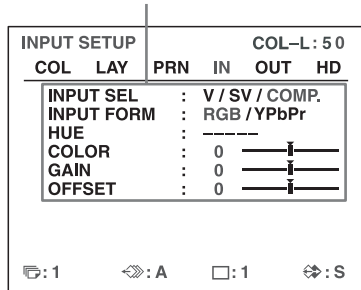 INPUT SETUP COL–L:50
COL LAY PRN IN OUT HD
INPUT SEL : V / SV / COMP.
INPUT FORM : RGB / YPbPr
HUE : –––––
COLOR : 0
GAIN : 0
OFFSET : 0
:1 :A :1 :S